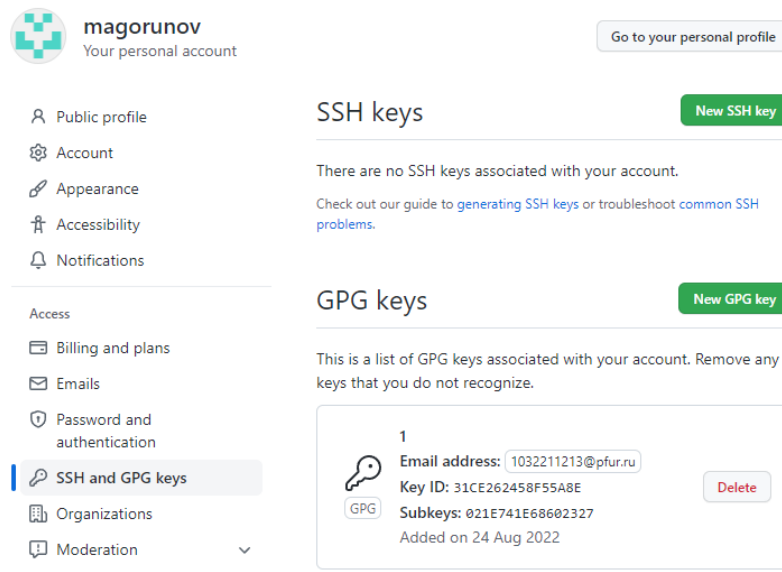 magorunov
Your personal account
Go to your personal profile
Public profile
Account
Appearance
Accessibility
Notifications
Access
Billing and plans
Emails
Password and
authentication
SSH and GPG keys
Organizations
Moderation
SSH keys
New SSH key
There are no SSH keys associated with your account.
Check out our guide to generating SSH keys or troubleshoot common SSH
problems.
GPG keys
New GPG key
This is a list of GPG keys associated with your account. Remove any
keys that you do not recognize.
1
Email address: 1032211213@pfur.ru
Key ID: 31CE262458F55A8E
GPG
Subkeys: 021E741E68602327
Added on 24 Aug 2022
Delete